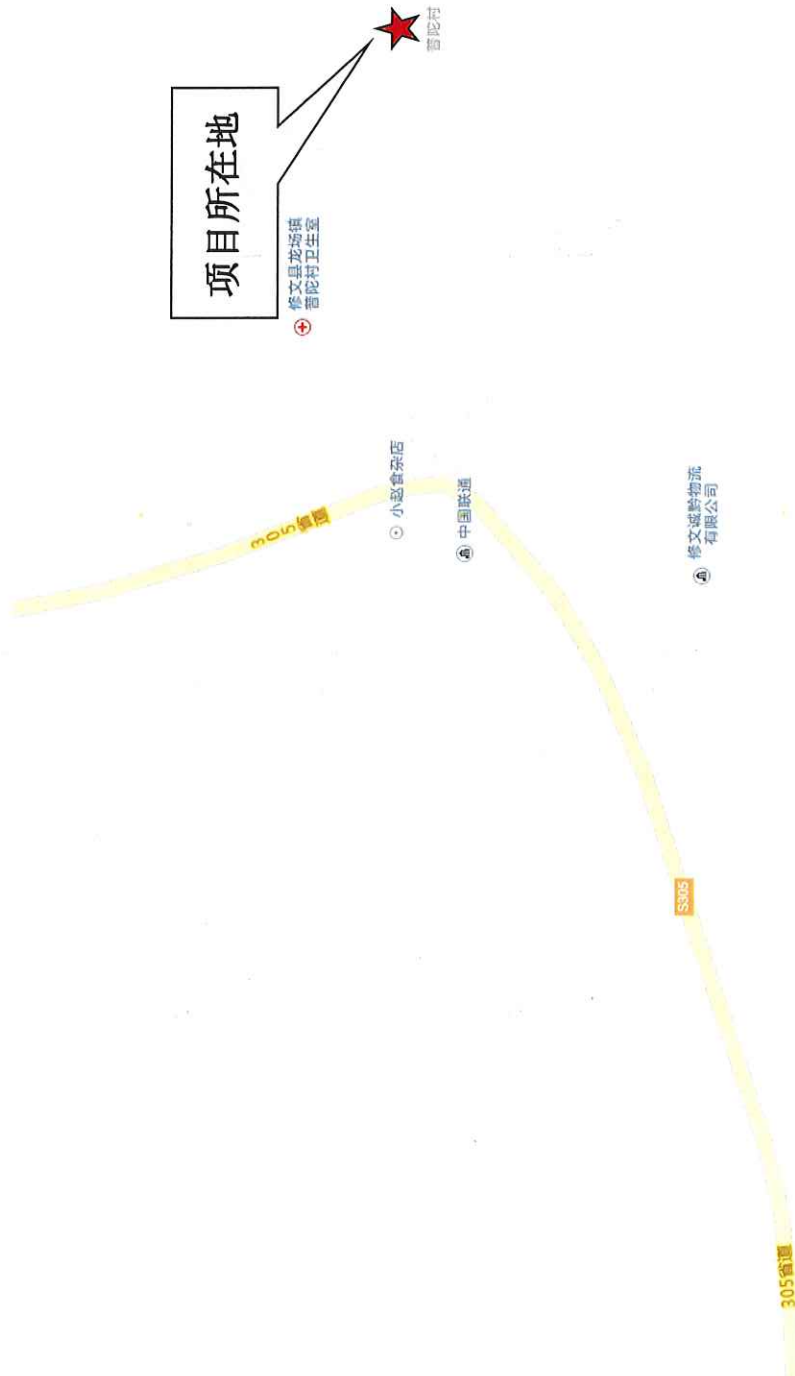 项目所在地
305省道
修文县龙场镇
普陀村卫生室
小赵食杂店
普陀村
中国联通
S305
修文诚黔物流
有限公司
305省道